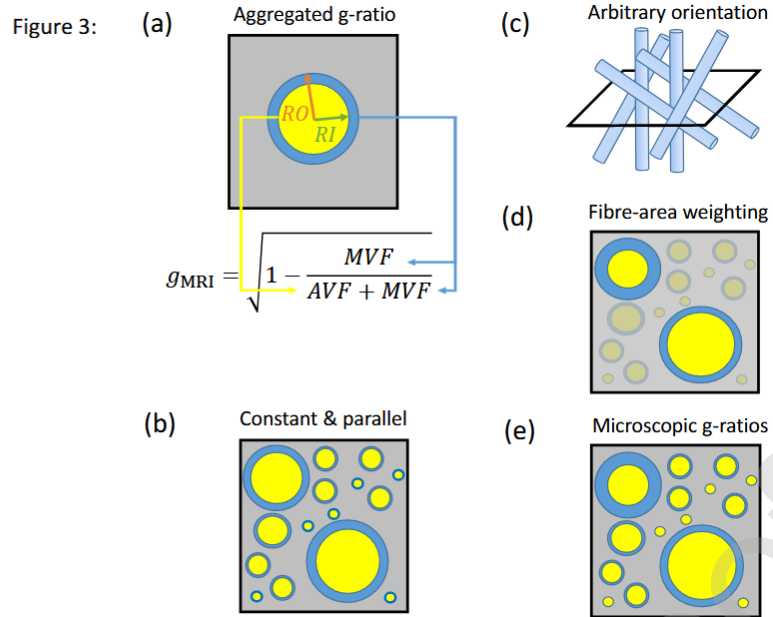 Figure 3:
(a)
Aggregated g-ratio
RO
RI
g_MRI = √(1 − MVF / (AVF + MVF))
(b)
Constant & parallel
(c)
Arbitrary orientation
(d)
Fibre-area weighting
(e)
Microscopic g-ratios